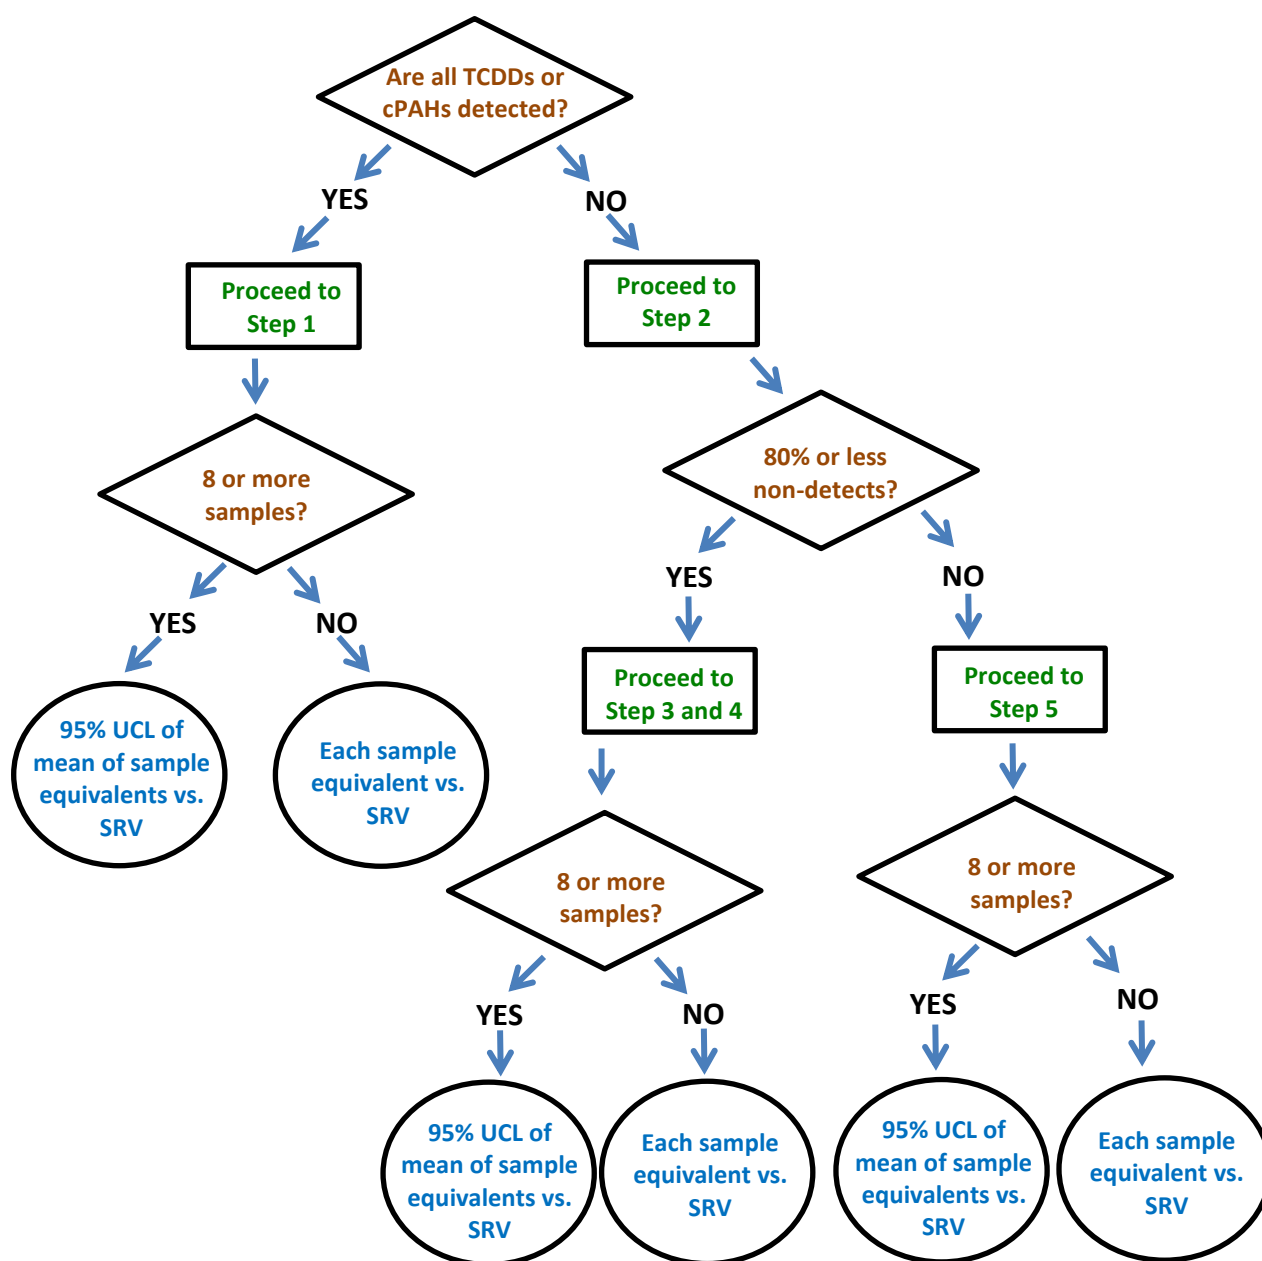 Are all TCDDs or
cPAHs detected?
YES
NO
Proceed to
Step 1
Proceed to
Step 2
8 or more
samples?
80% or less
non-detects?
YES
NO
YES
NO
95% UCL of
mean of sample
equivalents vs.
SRV
Each sample
equivalent vs.
SRV
Proceed to
Step 3 and 4
Proceed to
Step 5
8 or more
samples?
8 or more
samples?
YES
NO
YES
NO
95% UCL of
mean of sample
equivalents vs.
SRV
Each sample
equivalent vs.
SRV
95% UCL of
mean of sample
equivalents vs.
SRV
Each sample
equivalent vs.
SRV